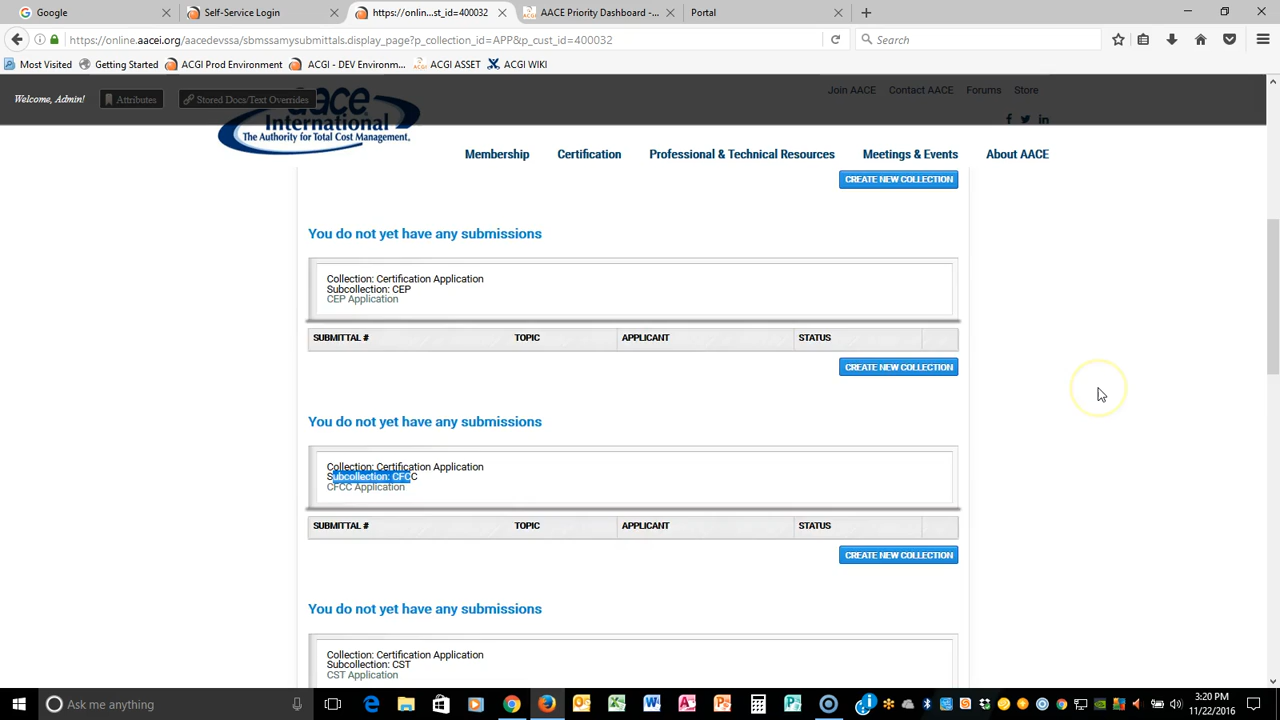 Google
Self-Service Login
https://onlin...st_id=400032
AACE Priority Dashboard -...
Portal
https://online.aacei.org/aacedevssa/sbmssamysubmittals.display_page?p_collection_id=APP&p_cust_id=400032
Search
Most Visited
Getting Started
ACGI Prod Environment
ACGI - DEV Environm...
ACGI ASSET
ACGI WIKI
Welcome, Admin!
Attributes
Stored Docs/Text Overrides
Join AACE
Contact AACE
Forums
Store
aace
International
The Authority for Total Cost Management.
Membership
Certification
Professional & Technical Resources
Meetings & Events
About AACE
CREATE NEW COLLECTION
You do not yet have any submissions
Collection: Certification Application
Subcollection: CEP
CEP Application
SUBMITTAL # TOPIC APPLICANT STATUS
CREATE NEW COLLECTION
You do not yet have any submissions
Collection: Certification Application
Subcollection: CFCC
CFCC Application
SUBMITTAL # TOPIC APPLICANT STATUS
CREATE NEW COLLECTION
You do not yet have any submissions
Collection: Certification Application
Subcollection: CST
CST Application
Ask me anything
3:20 PM
11/22/2016